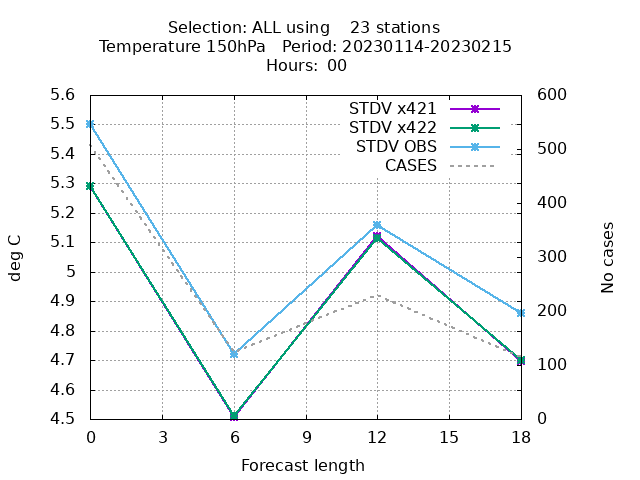 Selection: ALL using    23 stations
Temperature 150hPa   Period: 20230114-20230215
Hours:  00
STDV x421
STDV x422
STDV OBS
CASES
5.6
5.5
5.4
5.3
5.2
5.1
5
4.9
4.8
4.7
4.6
4.5
600
500
400
300
200
100
0
deg C
No cases
0 3 6 9 12 15 18
Forecast length